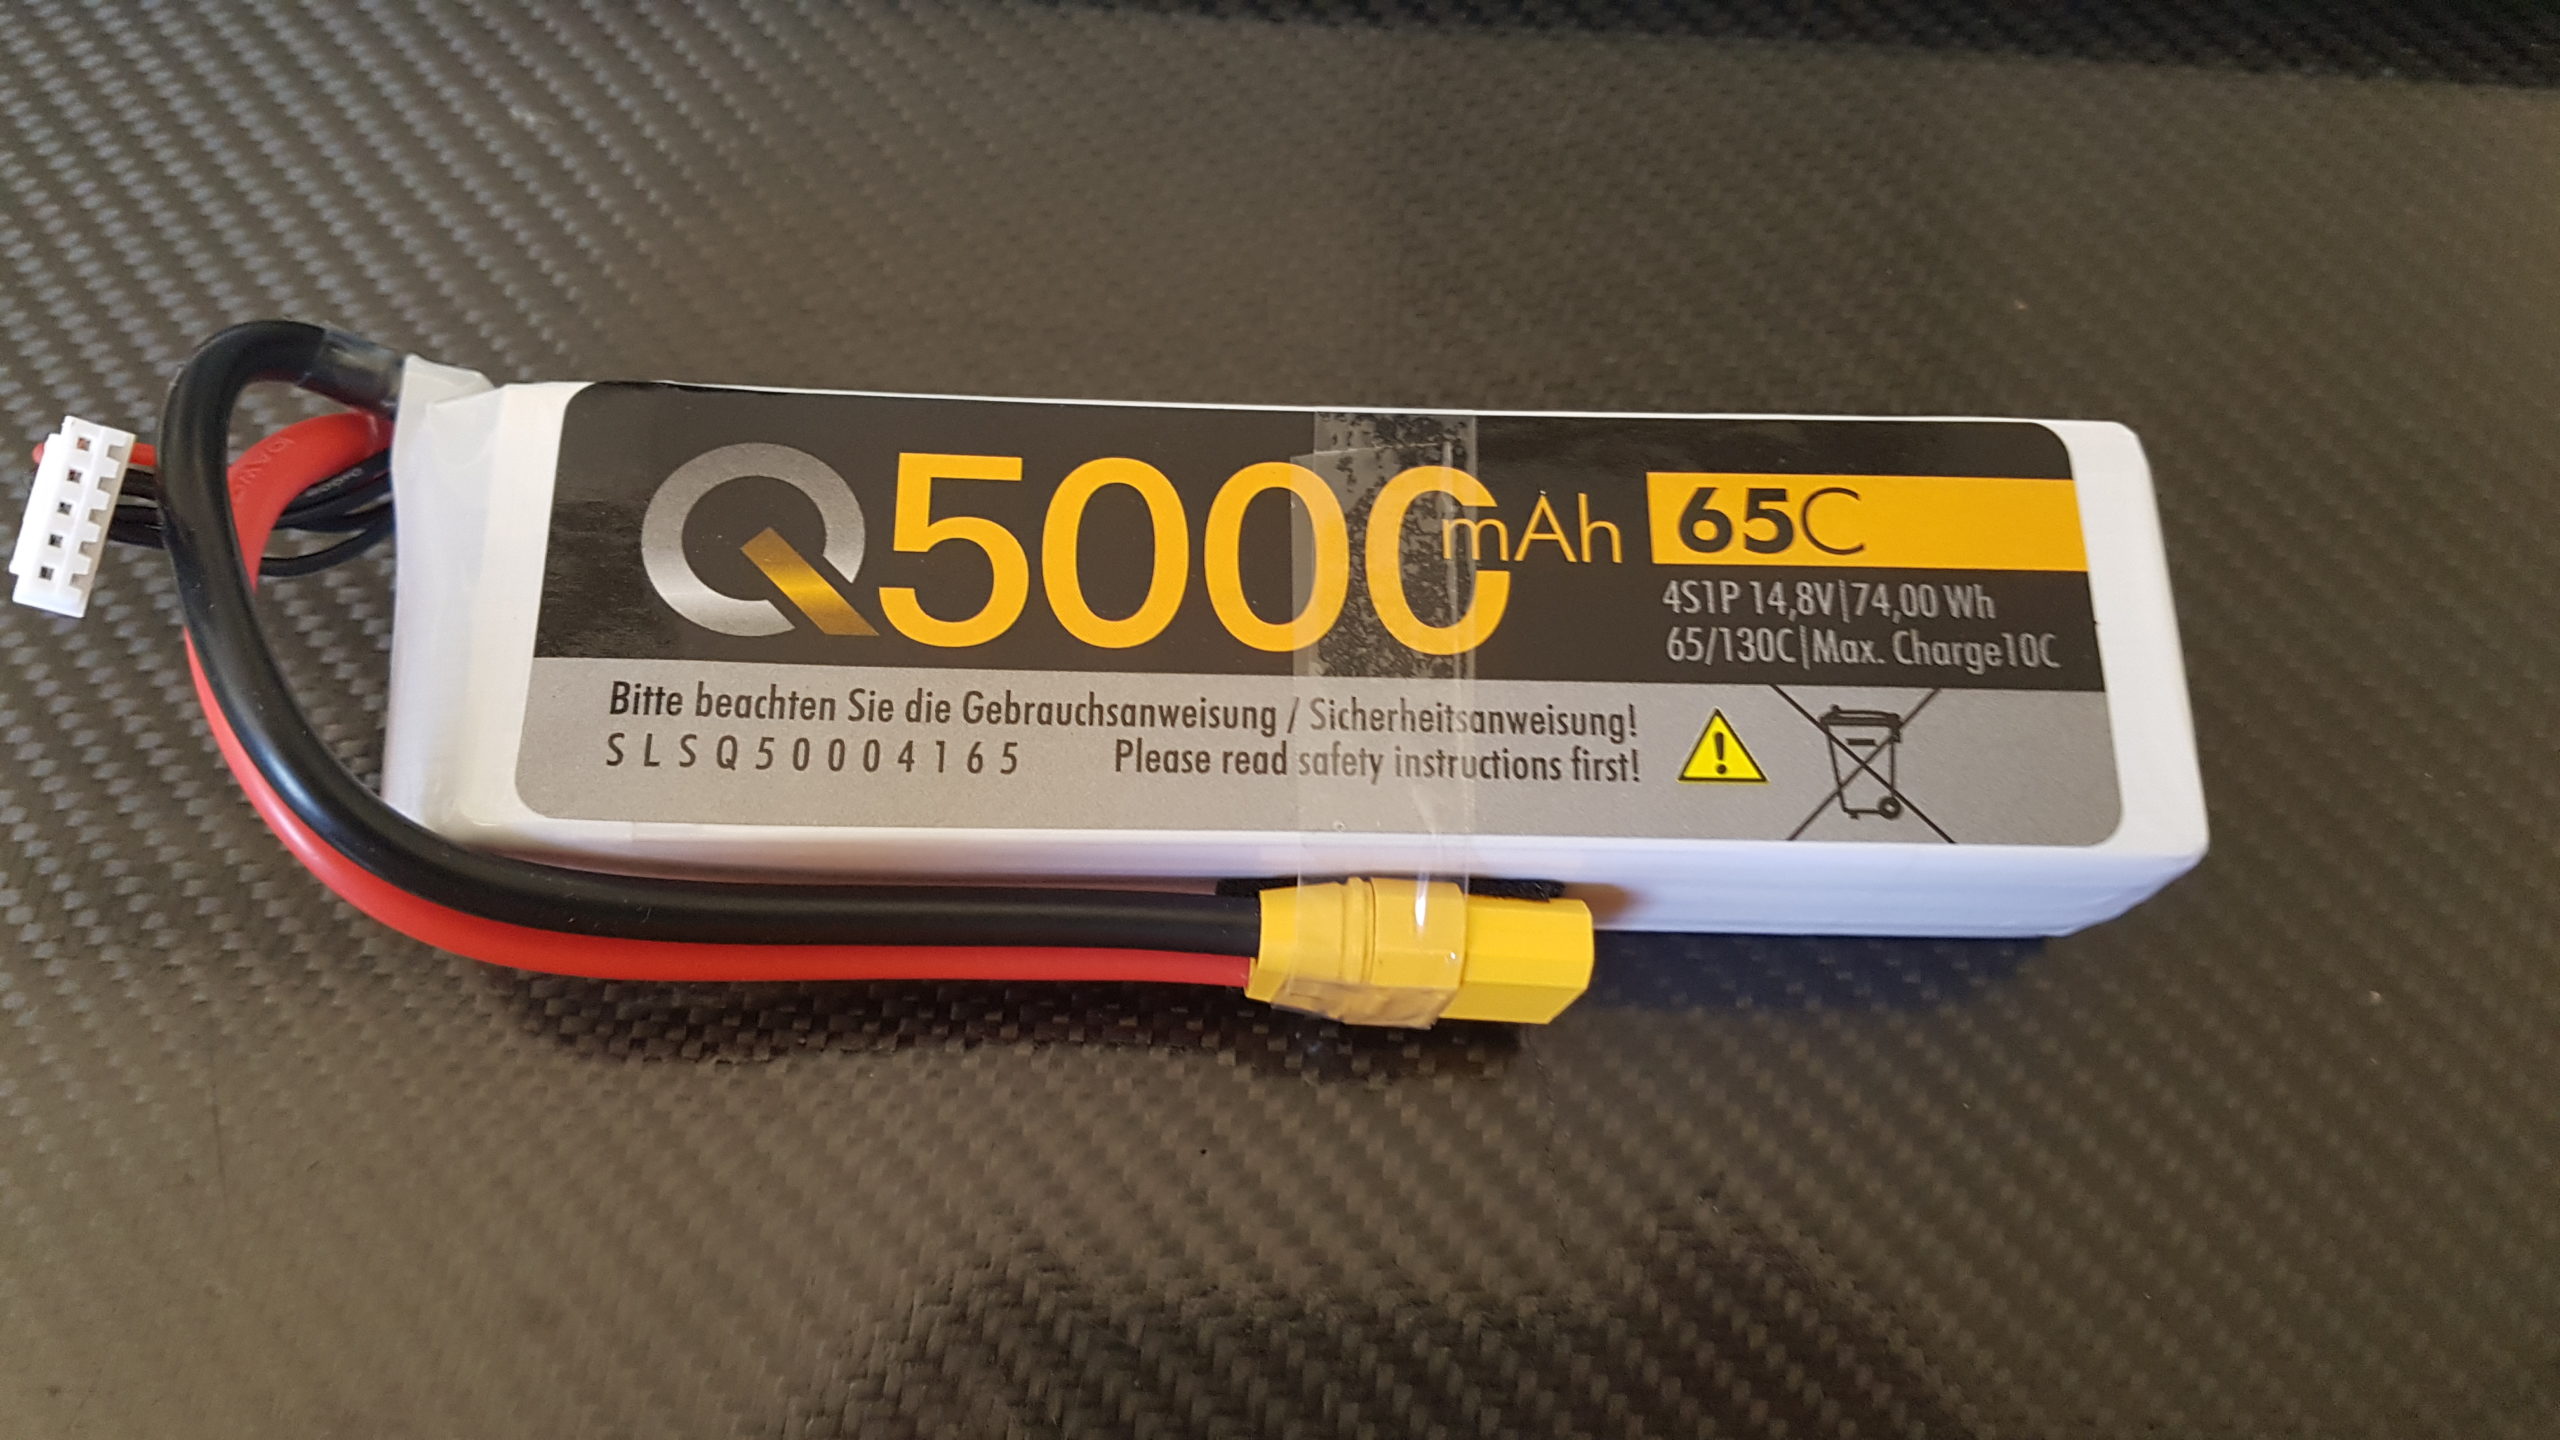 Q5000mAh
65C
4S1P 14,8V|74,00 Wh
65/130C|Max. Charge10C
Bitte beachten Sie die Gebrauchsanweisung / Sicherheitsanweisung!
SLSQ50004165 Please read safety instructions first!